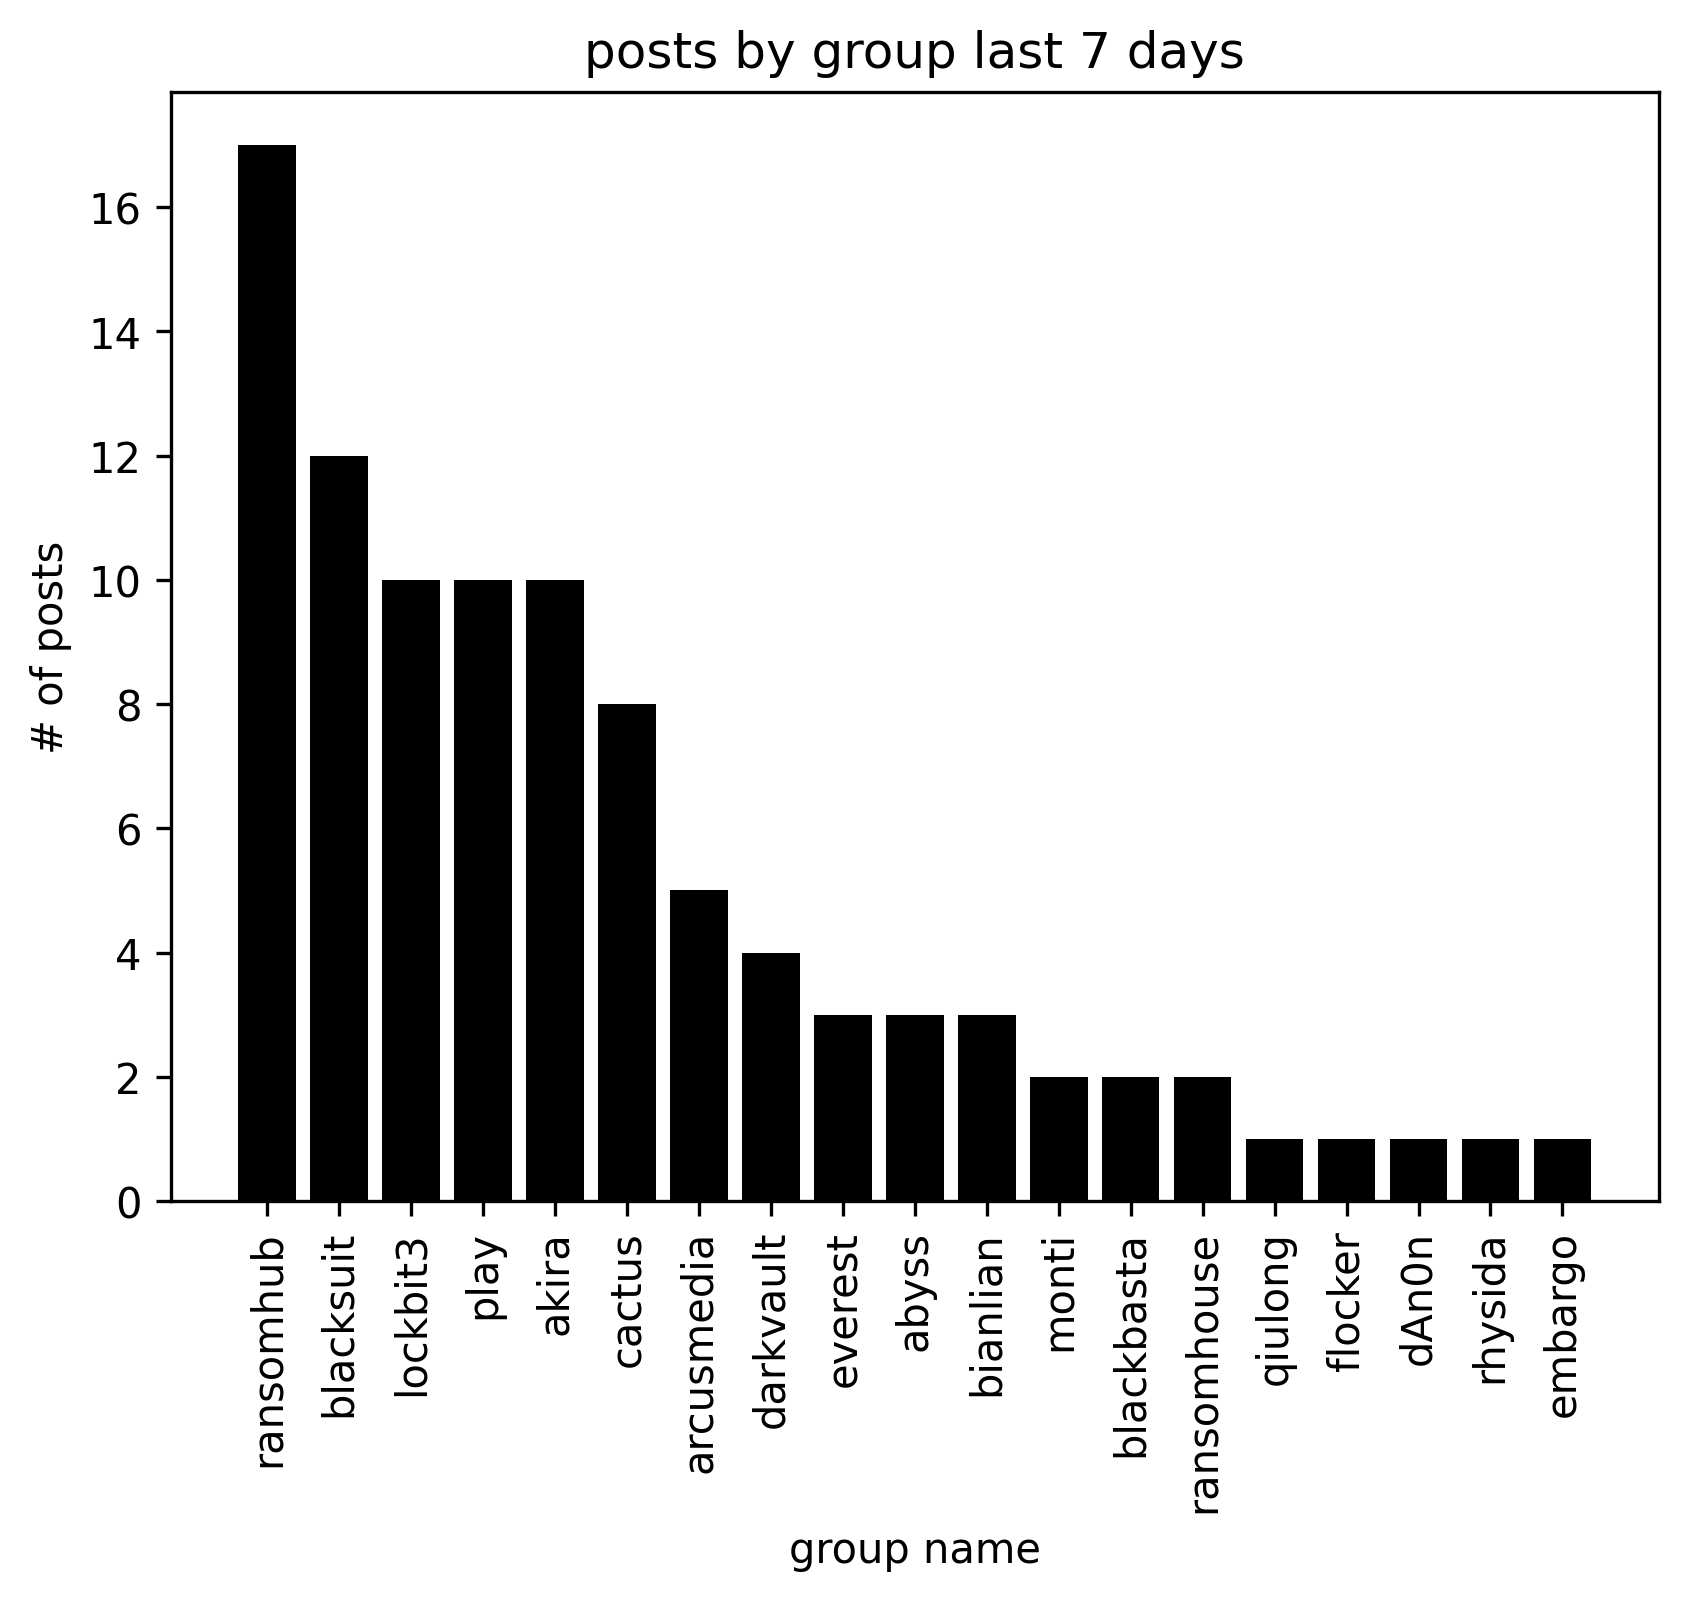 posts by group last 7 days
# of posts
16
14
12
10
8
6
4
2
0
ransomhub
blacksuit
lockbit3
play
akira
cactus
arcusmedia
darkvault
everest
abyss
bianlian
monti
blackbasta
ransomhouse
qiulong
flocker
dAn0n
rhysida
embargo
group name